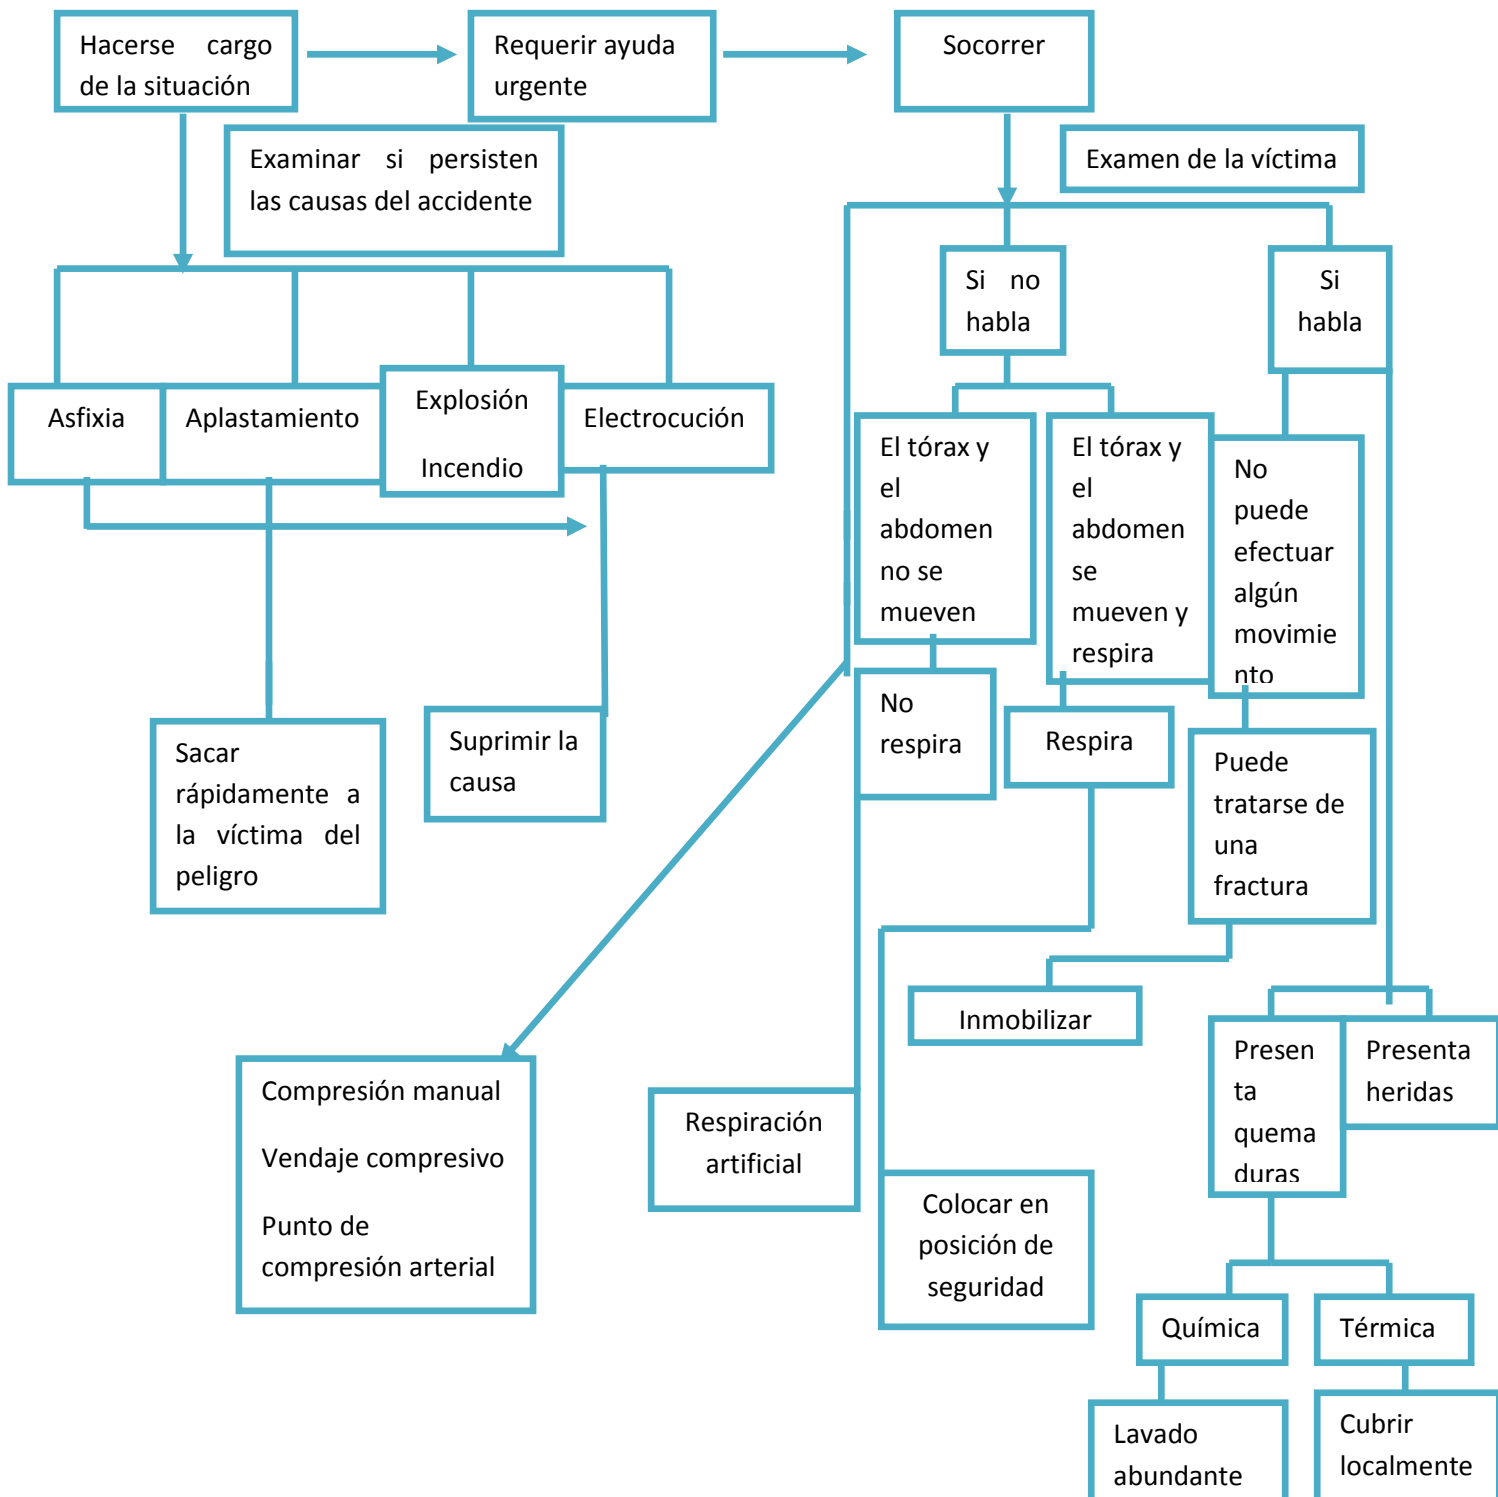 Hacerse cargo
de la situación
Requerir ayuda
urgente
Socorrer
Examinar si persisten
las causas del accidente
Examen de la víctima
Si no
habla
Si
habla
Asfixia
Aplastamiento
Explosión
Incendio
Electrocución
El tórax y
el
abdomen
no se
mueven
El tórax y
el
abdomen
se
mueven y
respira
No
puede
efectuar
algún
movimie
nto
No
respira
Respira
Sacar
rápidamente a
la víctima del
peligro
Suprimir la
causa
Puede
tratarse de
una
fractura
Inmobilizar
Compresión manual
Vendaje compresivo
Punto de
compresión arterial
Respiración
artificial
Colocar en
posición de
seguridad
Presen
ta
quema
duras
Presenta
heridas
Química
Térmica
Lavado
abundante
Cubrir
localmente